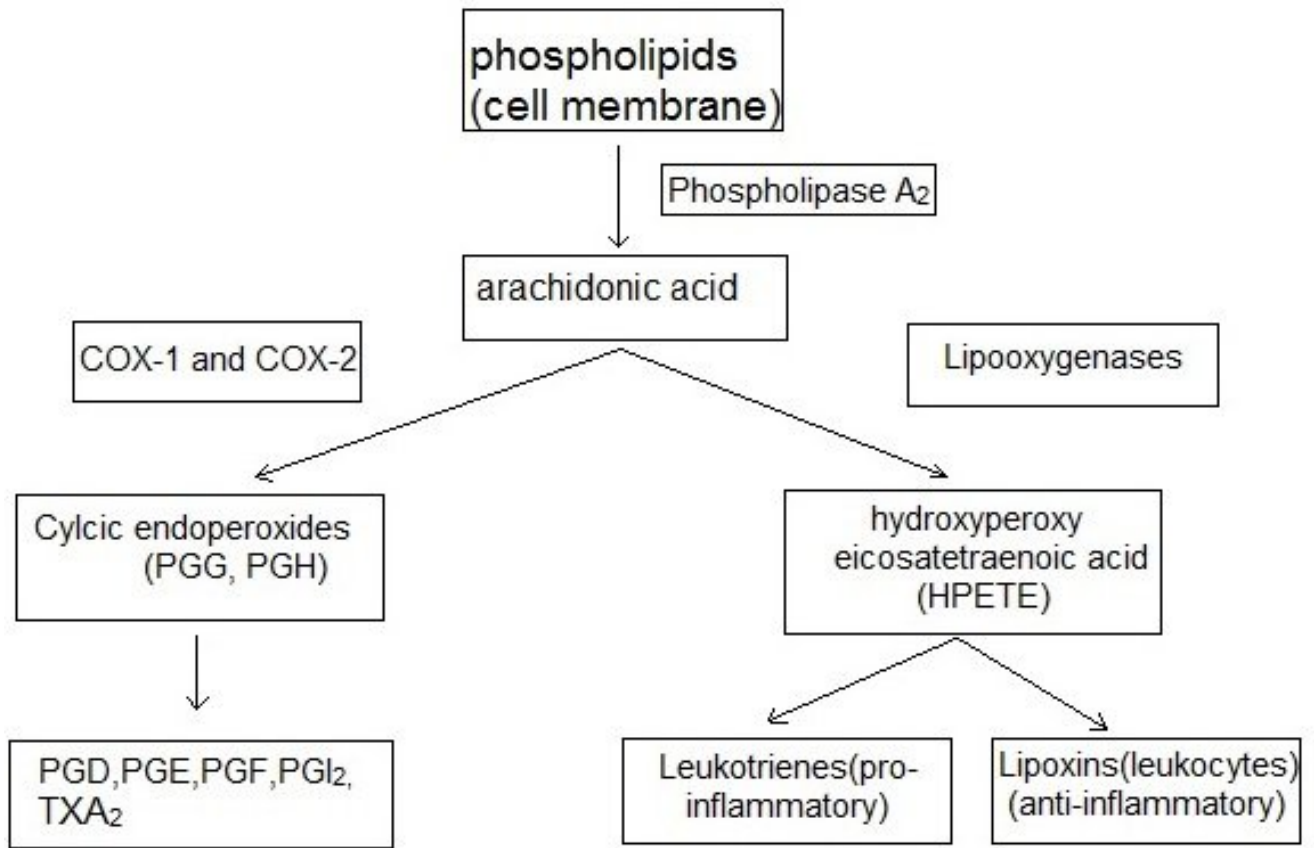 phospholipids
(cell membrane)
Phospholipase A₂
arachidonic acid
COX-1 and COX-2
Lipooxygenases
Cylcic endoperoxides
(PGG, PGH)
hydroxyperoxy
eicosatetraenoic acid
(HPETE)
PGD,PGE,PGF,PGI₂,
TXA₂
Leukotrienes(pro-
inflammatory)
Lipoxins(leukocytes)
(anti-inflammatory)